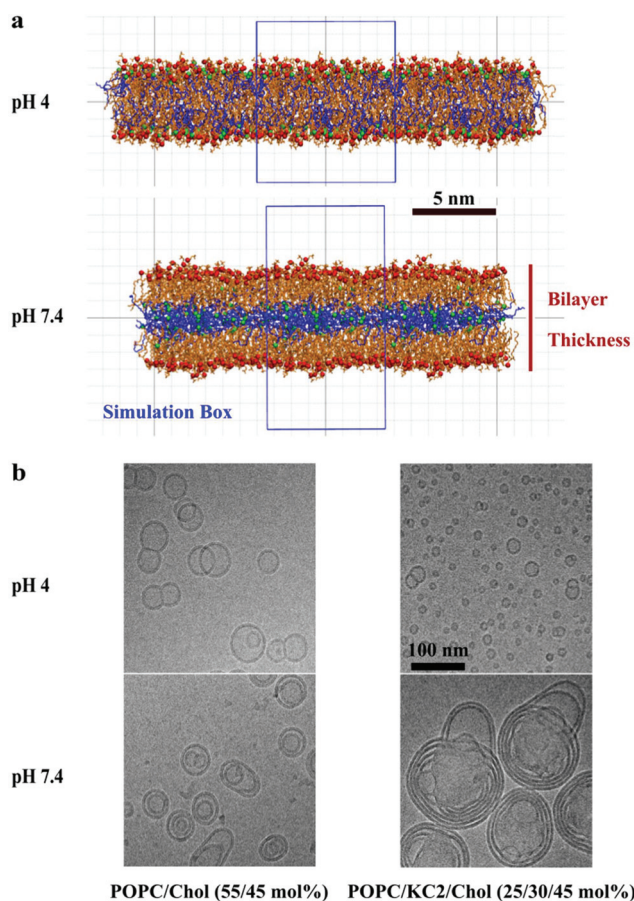 a
pH 4
5 nm
pH 7.4
Bilayer
Thickness
Simulation Box
b
pH 4
100 nm
pH 7.4
POPC/Chol (55/45 mol%) POPC/KC2/Chol (25/30/45 mol%)